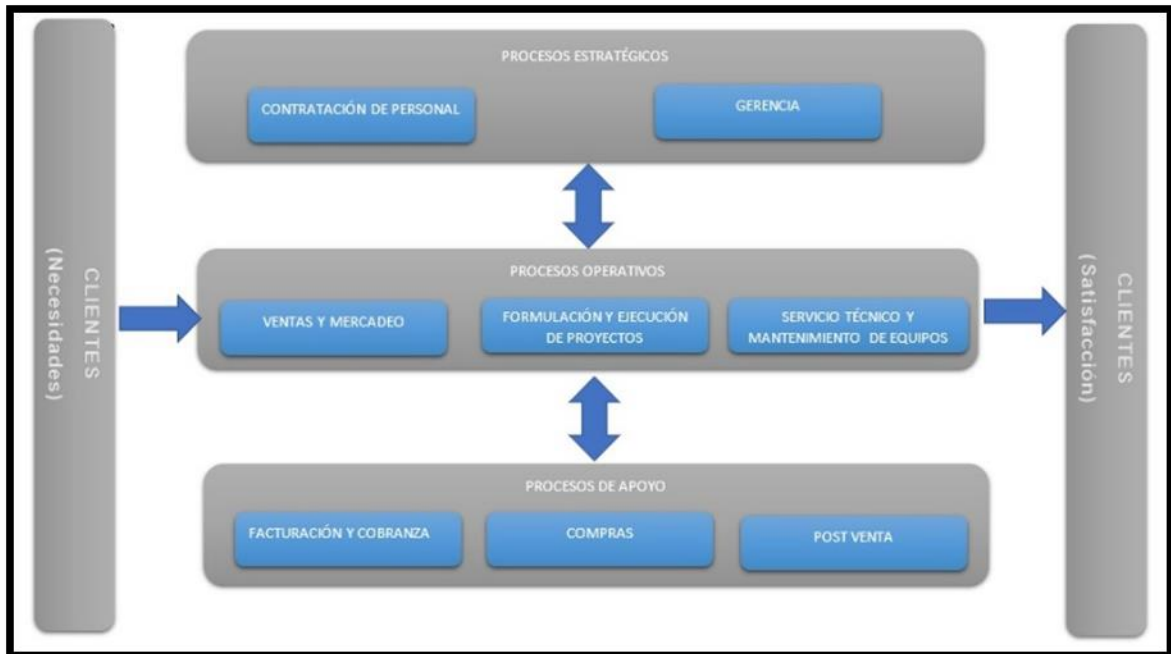 CLIENTES
(Necesidades)
PROCESOS ESTRATÉGICOS
CONTRATACIÓN DE PERSONAL
GERENCIA
PROCESOS OPERATIVOS
VENTAS Y MERCADEO
FORMULACIÓN Y EJECUCIÓN
DE PROYECTOS
SERVICIO TÉCNICO Y
MANTENIMIENTO DE EQUIPOS
PROCESOS DE APOYO
FACTURACIÓN Y COBRANZA
COMPRAS
POST VENTA
CLIENTES
(Satisfacción)